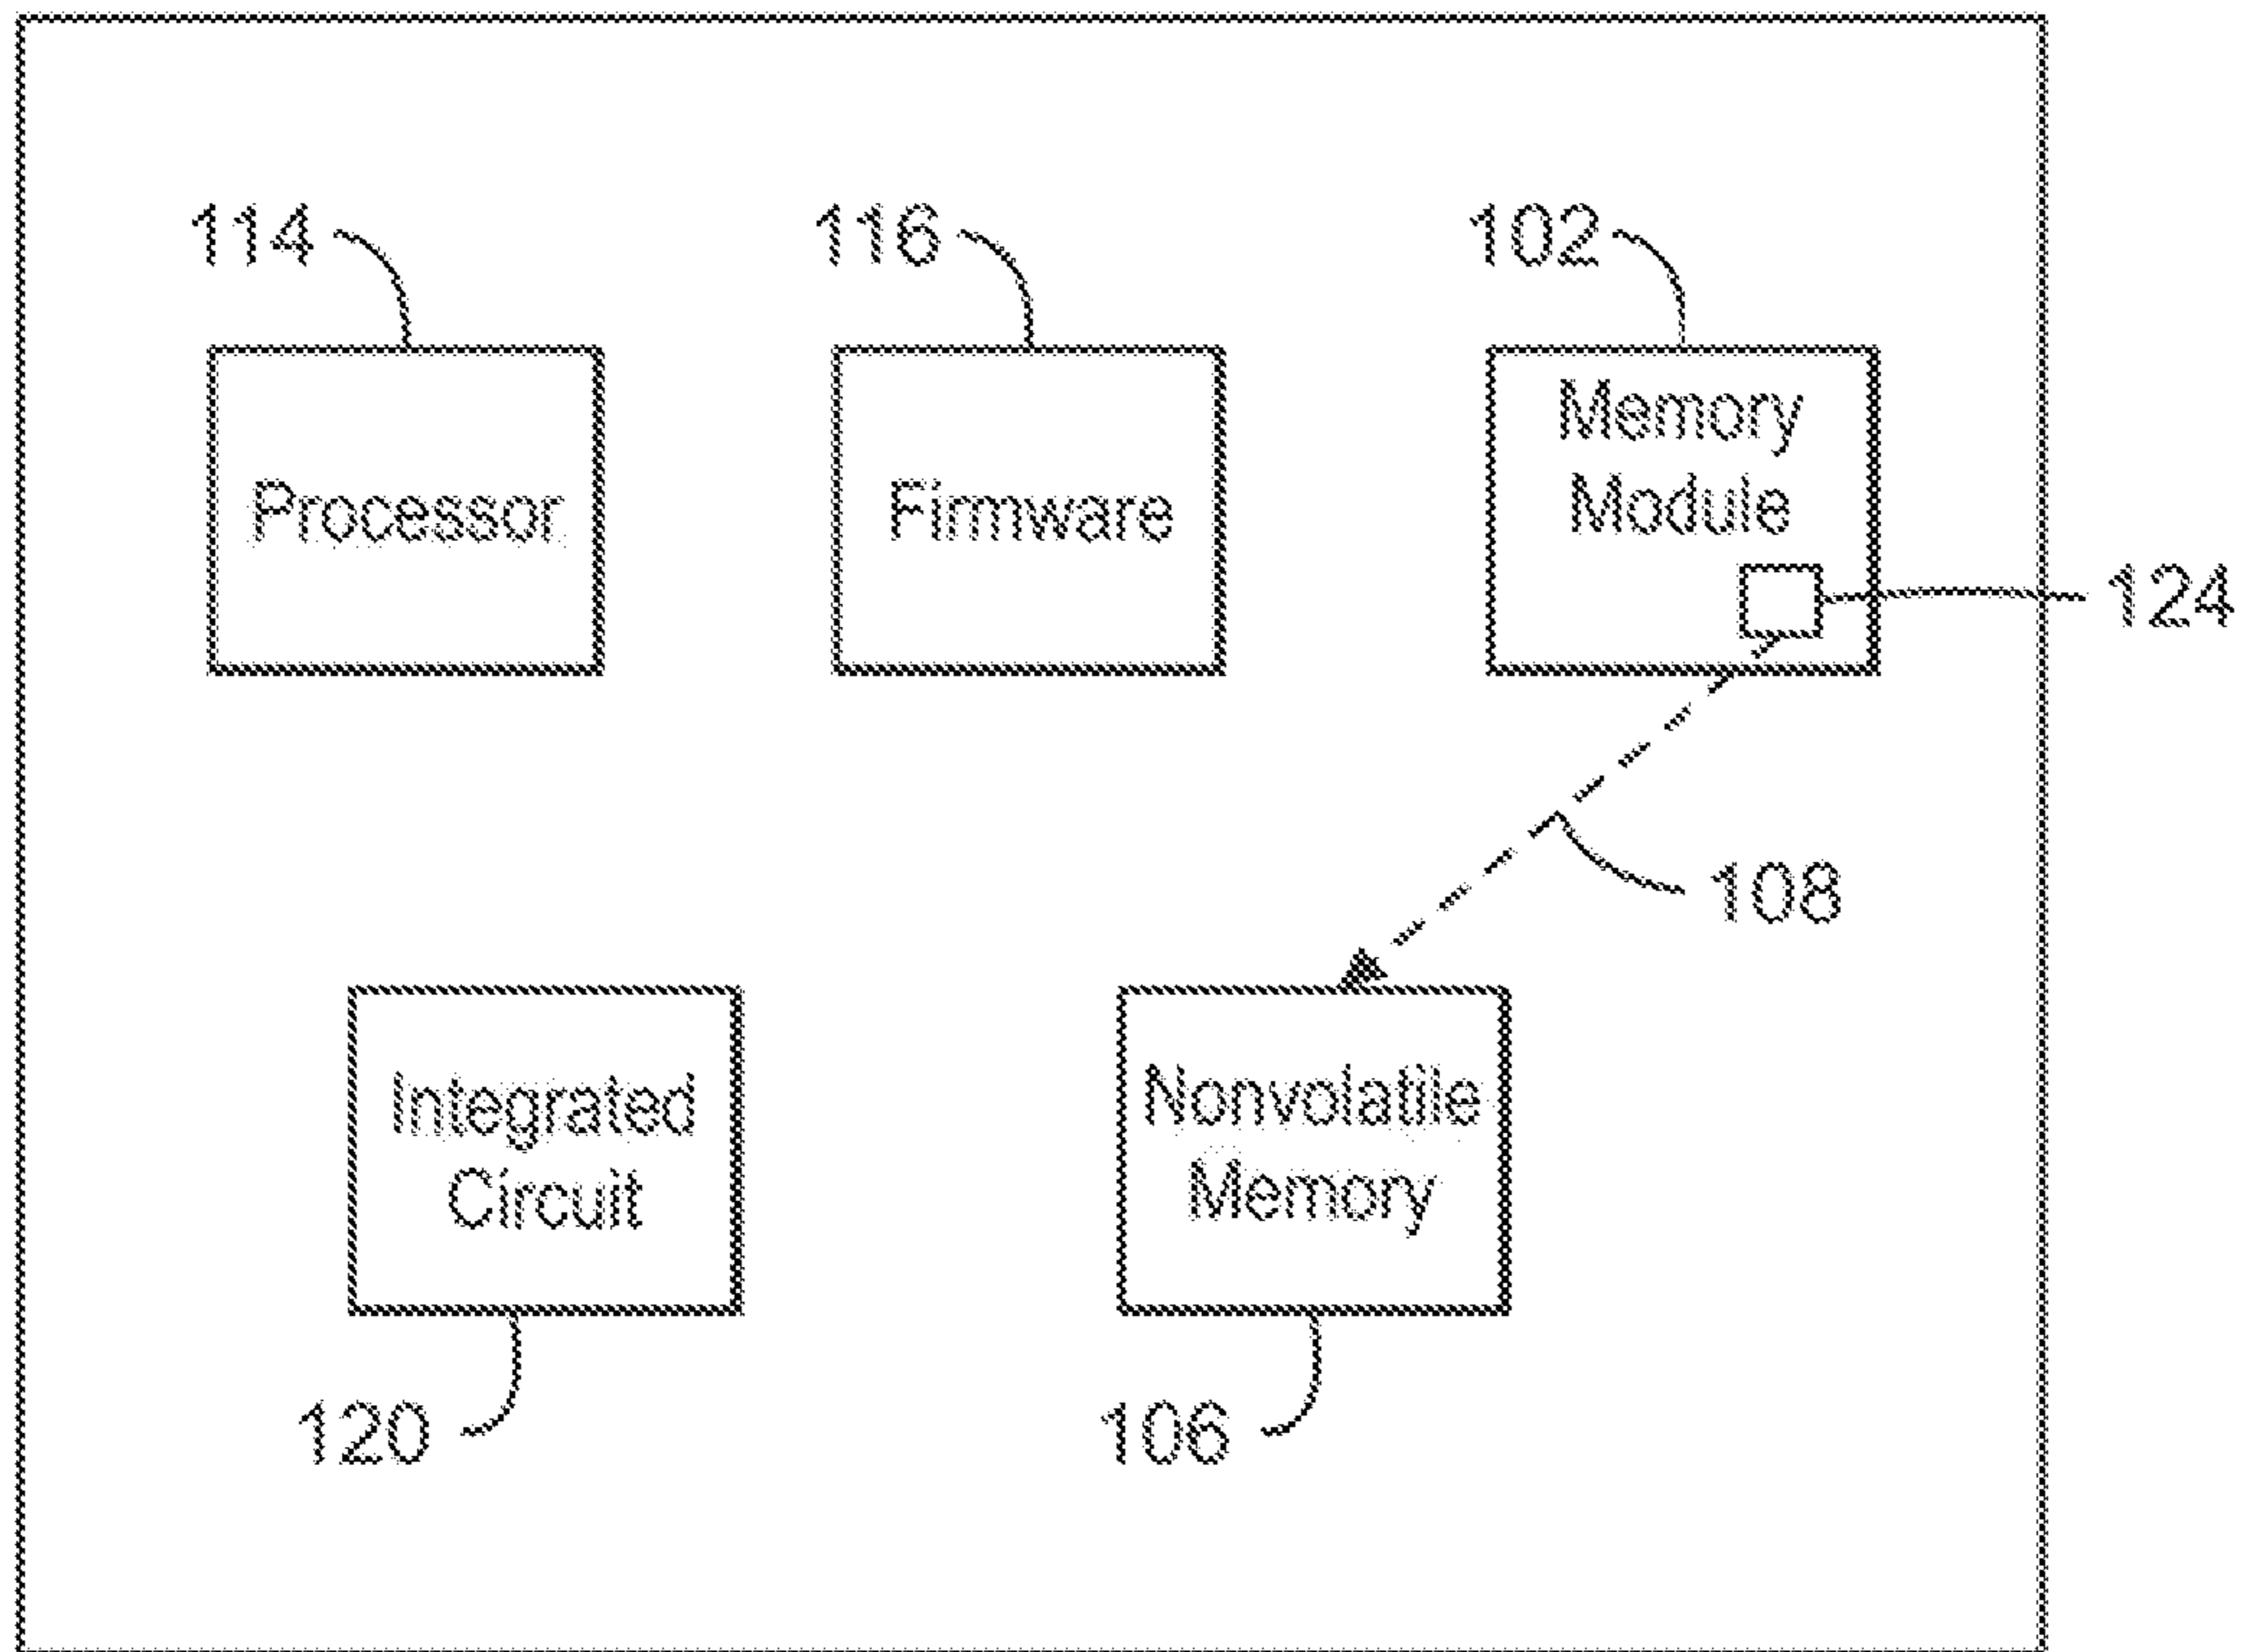 114
116
102
Processor
Firmware
Memory
Module
124
108
Integrated
Circuit
Nonvolatile
Memory
120
106